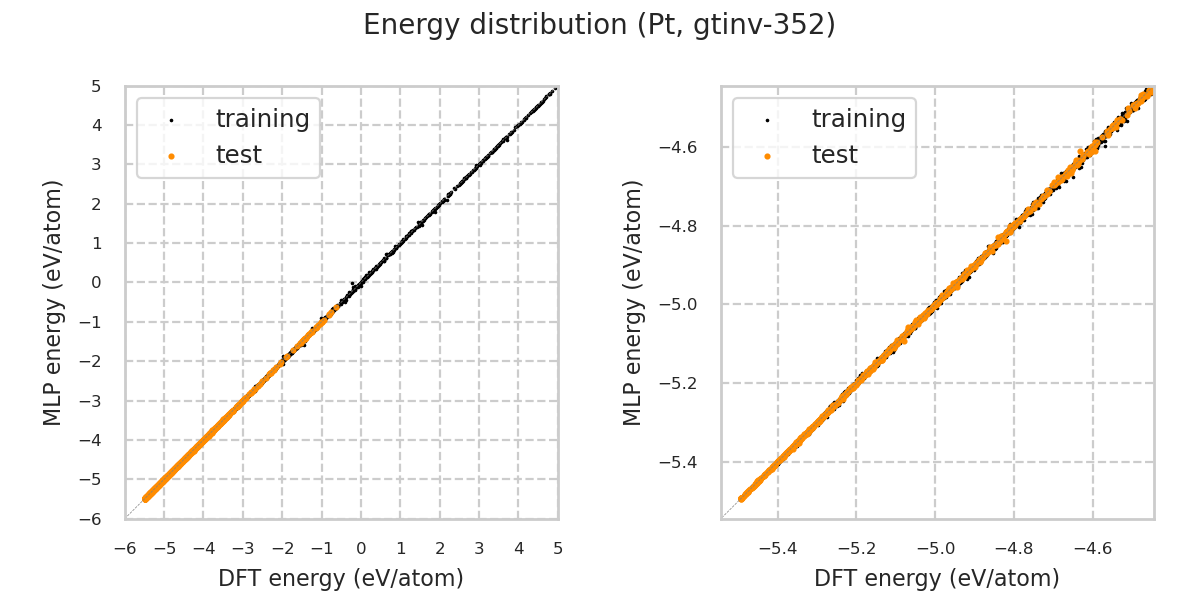 Energy distribution (Pt, gtinv-352)
training
test
5
4
3
2
1
0
−1
−2
−3
−4
−5
−6
−6 −5 −4 −3 −2 −1 0 1 2 3 4 5
MLP energy (eV/atom)
DFT energy (eV/atom)
training
test
−4.6
−4.8
−5.0
−5.2
−5.4
−5.4 −5.2 −5.0 −4.8 −4.6
MLP energy (eV/atom)
DFT energy (eV/atom)